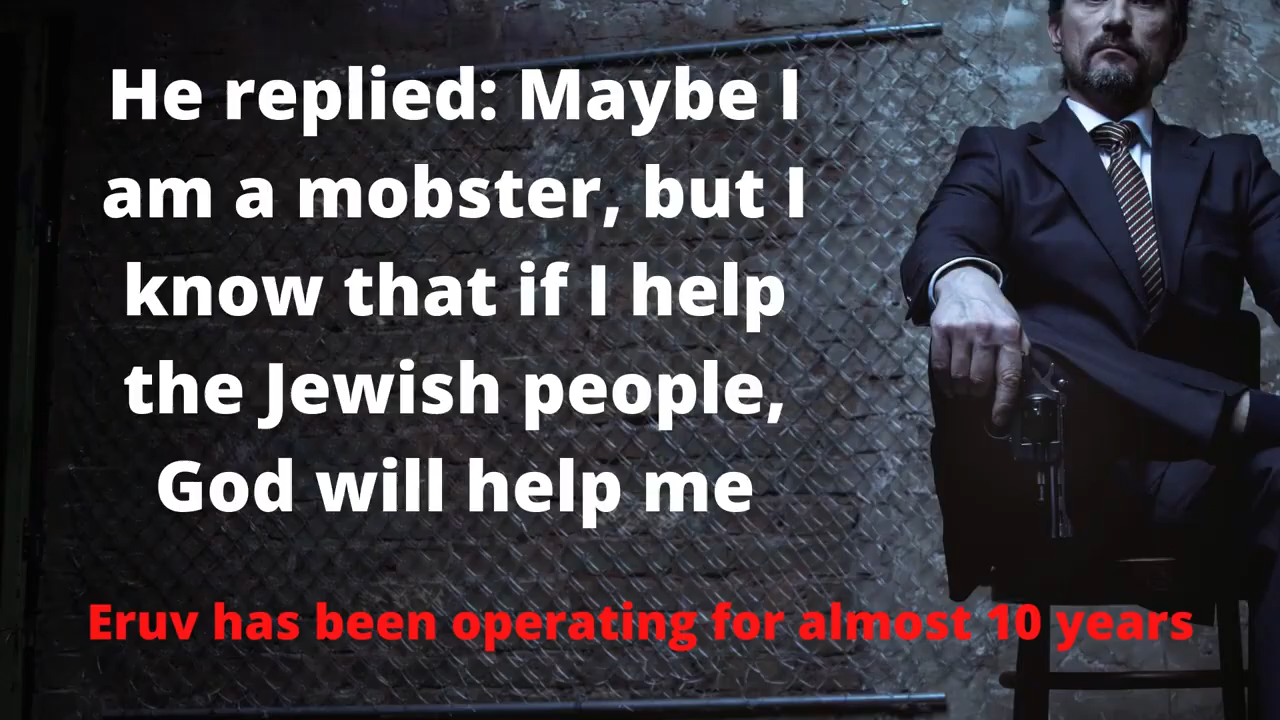 He replied: Maybe I
am a mobster, but I
know that if I help
the Jewish people,
God will help me
Eruv has been operating for almost 10 years